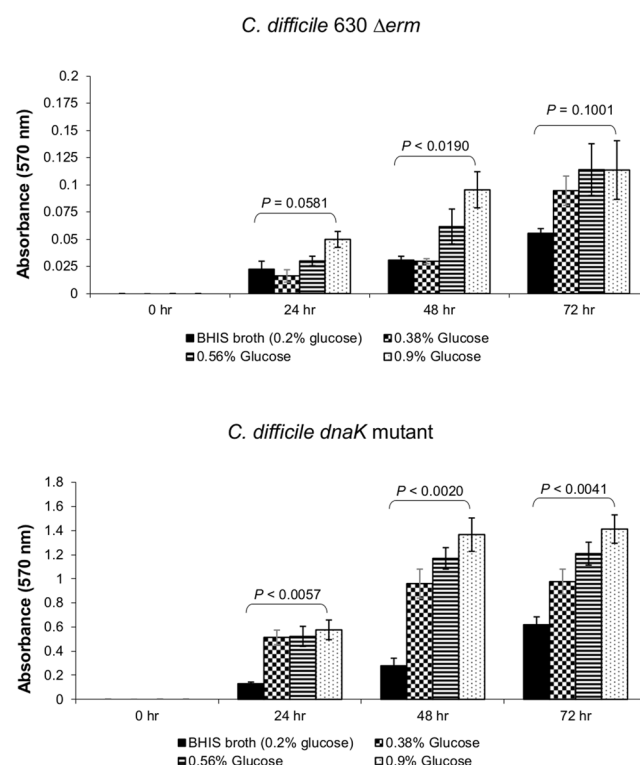 C. difficile 630 Δerm
Absorbance (570 nm)
0.2
0.175
0.15
0.125
0.1
0.075
0.05
0.025
0
P = 0.0581
P < 0.0190
P = 0.1001
0 hr 24 hr 48 hr 72 hr
BHIS broth (0.2% glucose) 0.38% Glucose
0.56% Glucose 0.9% Glucose
C. difficile dnaK mutant
Absorbance (570 nm)
1.8
1.6
1.4
1.2
1
0.8
0.6
0.4
0.2
0
P < 0.0057
P < 0.0020
P < 0.0041
0 hr 24 hr 48 hr 72 hr
BHIS broth (0.2% glucose) 0.38% Glucose
0.56% Glucose 0.9% Glucose